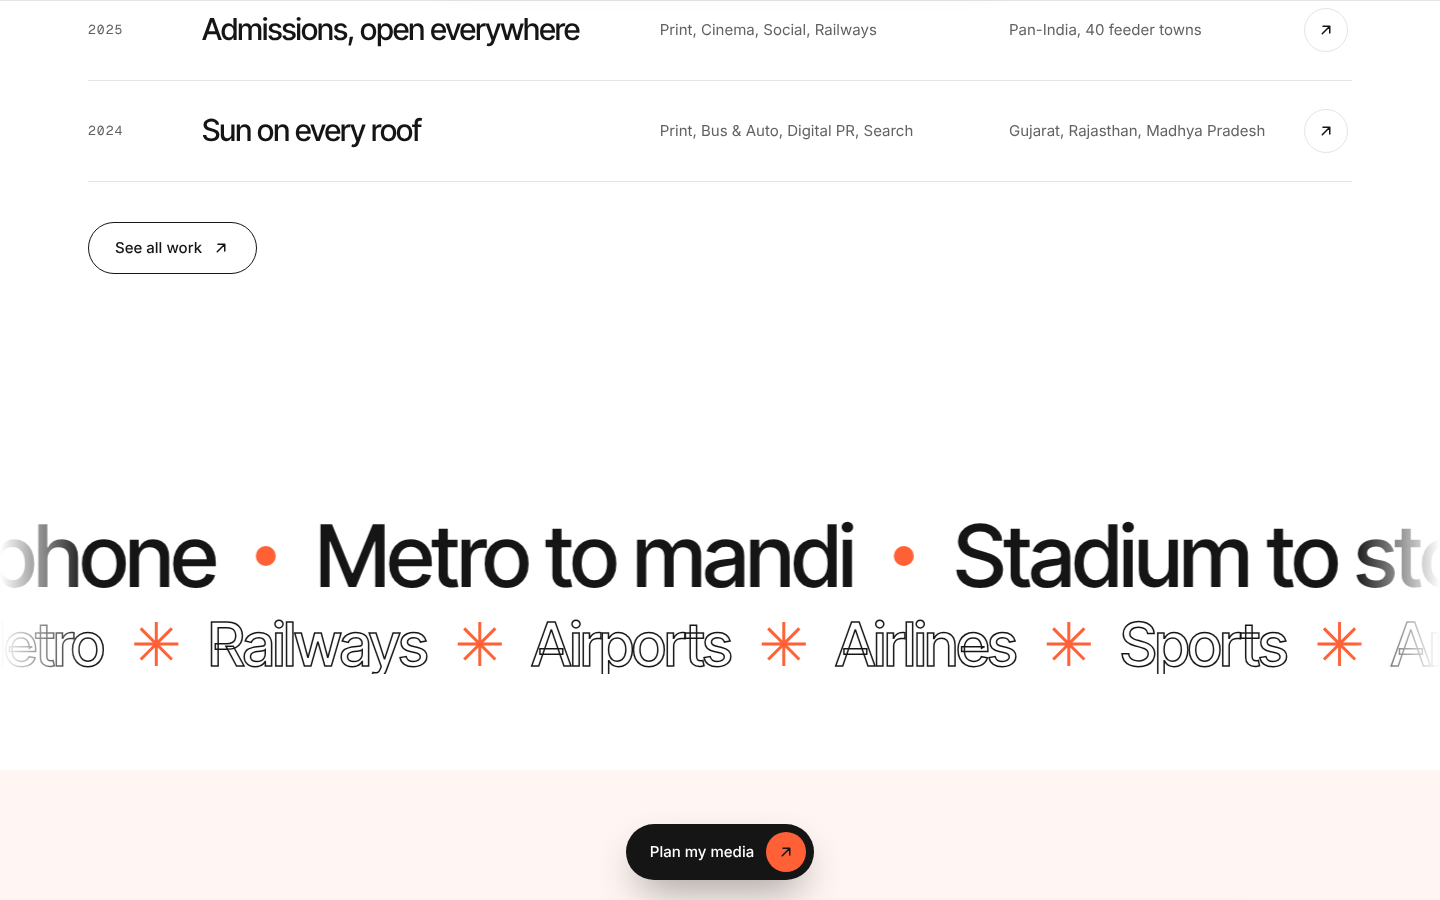 2025 Admissions, open everywhere Print, Cinema, Social, Railways Pan-India, 40 feeder towns
2024 Sun on every roof Print, Bus & Auto, Digital PR, Search Gujarat, Rajasthan, Madhya Pradesh
See all work
phone • Metro to mandi • Stadium to sto
etro Railways Airports Airlines Sports A
Plan my media